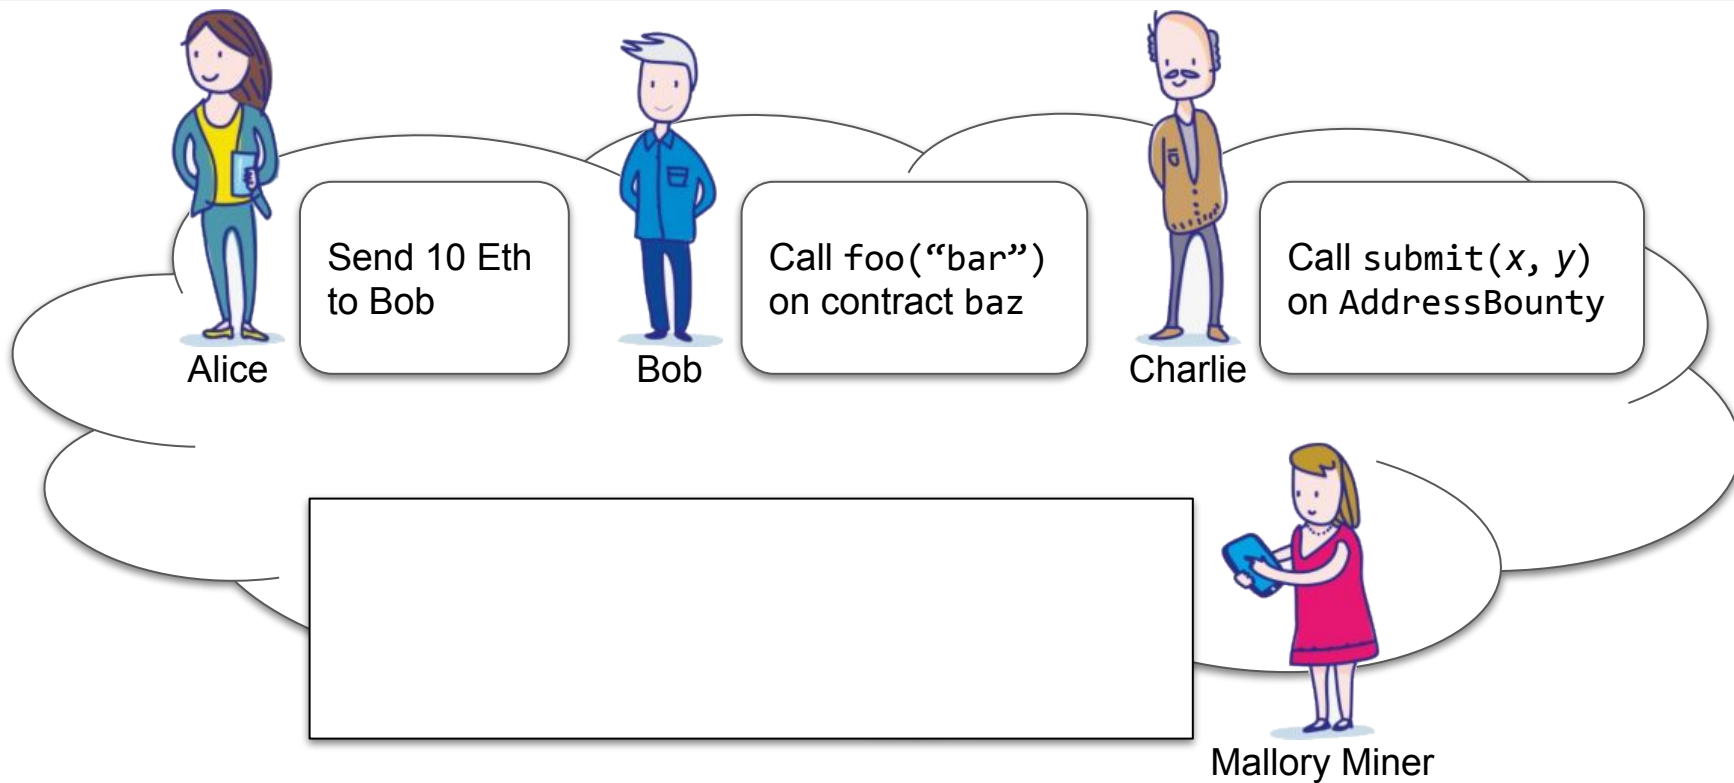 Send 10 Eth
to Bob
Call foo(“bar”)
on contract baz
Call submit(x, y)
on AddressBounty
Alice
Bob
Charlie
Mallory Miner